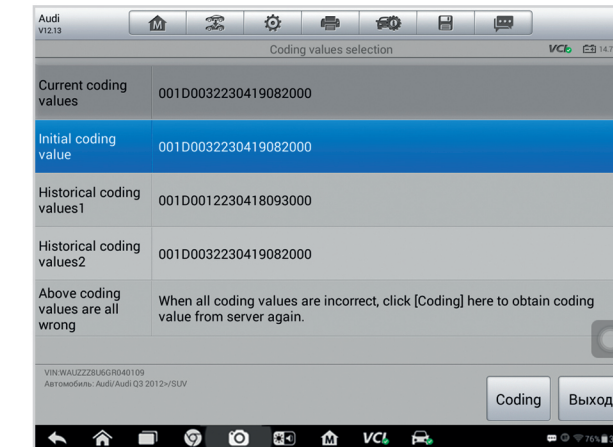 Audi
V12.13
Coding values selection
VCI 14.7
Current coding
values
001D0032230419082000
Initial coding
value
001D0032230419082000
Historical coding
values1
001D0012230418093000
Historical coding
values2
001D0032230419082000
Above coding
values are all
wrong
When all coding values are incorrect, click [Coding] here to obtain coding
value from server again.
VIN:WAUZZZ8U6GR040109
Автомобиль: Audi/Audi Q3 2012>/SUV
Coding
Выход
VCI
76%